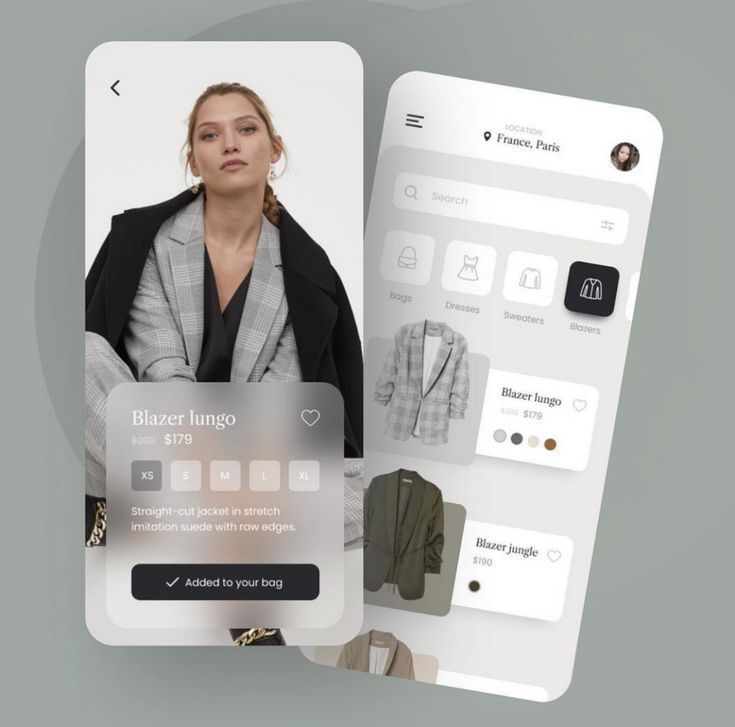 Blazer lungo
$200 $179
XS S M L XL
Straight-cut jacket in stretch
imitation suede with raw edges.
Added to your bag
LOCATION
France, Paris
Search
Bags Dresses Sweaters Blazers
Blazer lungo
$200 $179
Blazer jungle
$190